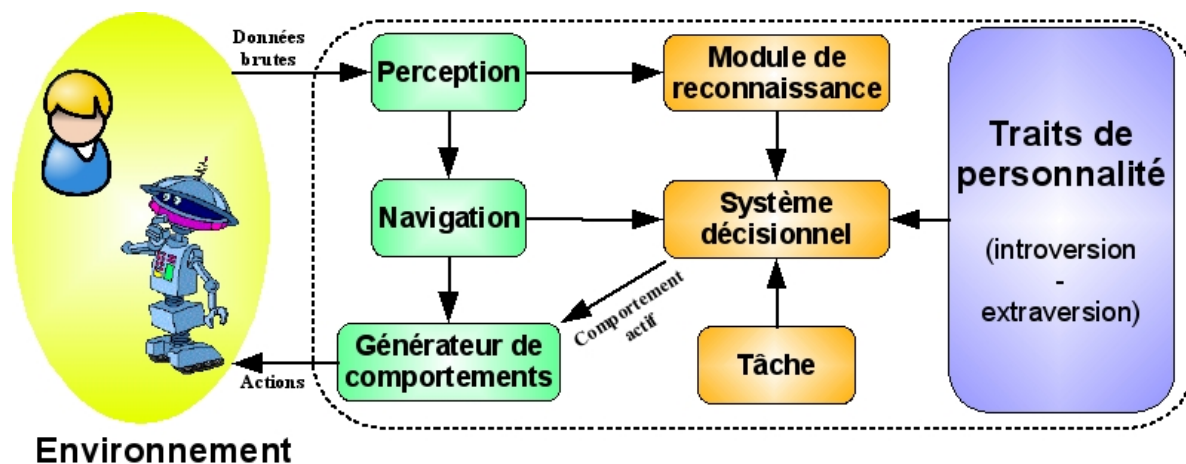 Données
brutes
Perception
Module de
reconnaissance
Traits de
personnalité
(introversion
-
extraversion)
Navigation
Système
décisionnel
Comportement
actif
Générateur de
comportements
Tâche
Actions
Environnement